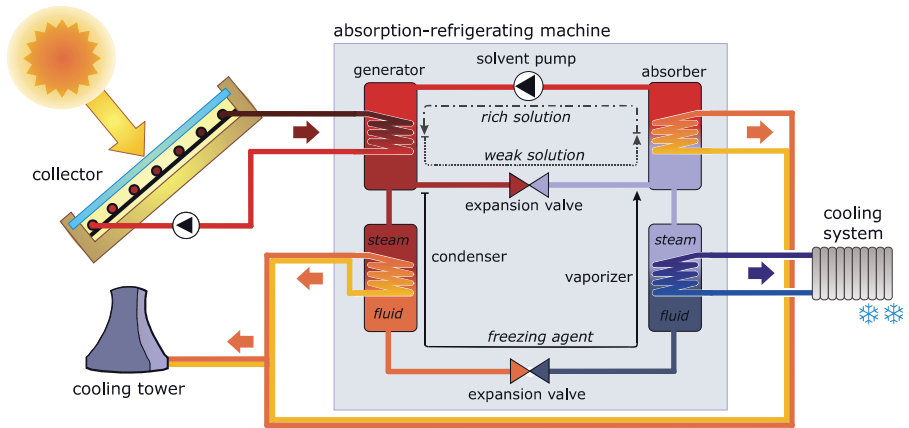 absorption-refrigerating machine
generator
solvent pump
absorber
rich solution
weak solution
collector
expansion valve
steam
condenser
steam
vaporizer
cooling
system
fluid
fluid
freezing agent
cooling tower
expansion valve